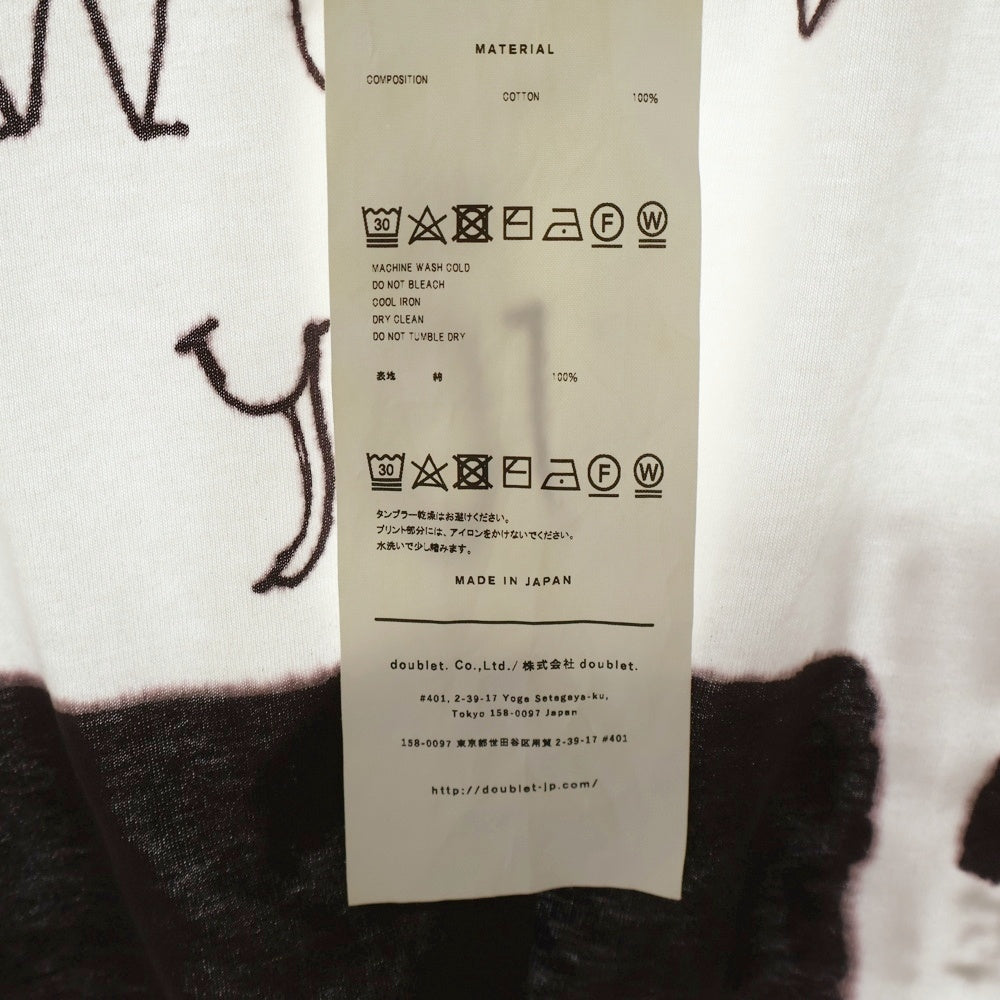 MATERIAL
COMPOSITION
COTTON 100%
30 F W
MACHINE WASH COLD
DO NOT BLEACH
COOL IRON
DRY CLEAN
DO NOT TUMBLE DRY
表地 綿 100%
30 F W
タンブラー乾燥はお避けください。
プリント部分には、アイロンをかけないでください。
水洗いで少し縮みます。
MADE IN JAPAN
doublet. Co.,Ltd./ 株式会社 doublet.
#401, 2-39-17 Yoga Setagaya-ku,
Tokyo 158-0097 Japan
158-0097 東京都世田谷区用賀 2-39-17 #401
http://doublet-jp.com/